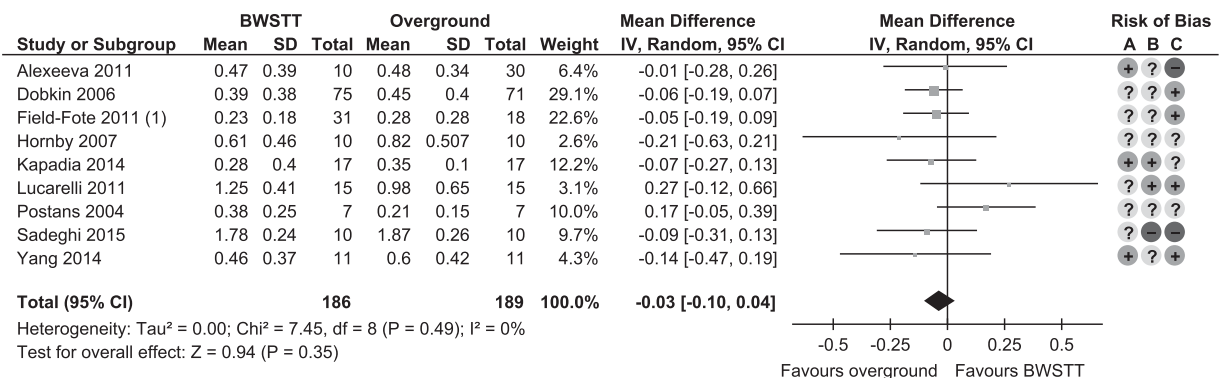 BWSTT Overground Mean Difference Mean Difference Risk of Bias
Study or Subgroup Mean SD Total Mean SD Total Weight IV, Random, 95% CI IV, Random, 95% CI A B C
Alexeeva 2011 0.47 0.39 10 0.48 0.34 30 6.4% -0.01 [-0.28, 0.26] + ? −
Dobkin 2006 0.39 0.38 75 0.45 0.4 71 29.1% -0.06 [-0.19, 0.07] ? ? +
Field-Fote 2011 (1) 0.23 0.18 31 0.28 0.28 18 22.6% -0.05 [-0.19, 0.09] ? ? +
Hornby 2007 0.61 0.46 10 0.82 0.507 10 2.6% -0.21 [-0.63, 0.21] ? ? ?
Kapadia 2014 0.28 0.4 17 0.35 0.1 17 12.2% -0.07 [-0.27, 0.13] + + ?
Lucarelli 2011 1.25 0.41 15 0.98 0.65 15 3.1% 0.27 [-0.12, 0.66] ? + +
Postans 2004 0.38 0.25 7 0.21 0.15 7 10.0% 0.17 [-0.05, 0.39] ? ? ?
Sadeghi 2015 1.78 0.24 10 1.87 0.26 10 9.7% -0.09 [-0.31, 0.13] ? − −
Yang 2014 0.46 0.37 11 0.6 0.42 11 4.3% -0.14 [-0.47, 0.19] + ? +
Total (95% CI) 186 189 100.0% -0.03 [-0.10, 0.04]
Heterogeneity: Tau² = 0.00; Chi² = 7.45, df = 8 (P = 0.49); I² = 0%
Test for overall effect: Z = 0.94 (P = 0.35)
-0.5 -0.25 0 0.25 0.5
Favours overground Favours BWSTT